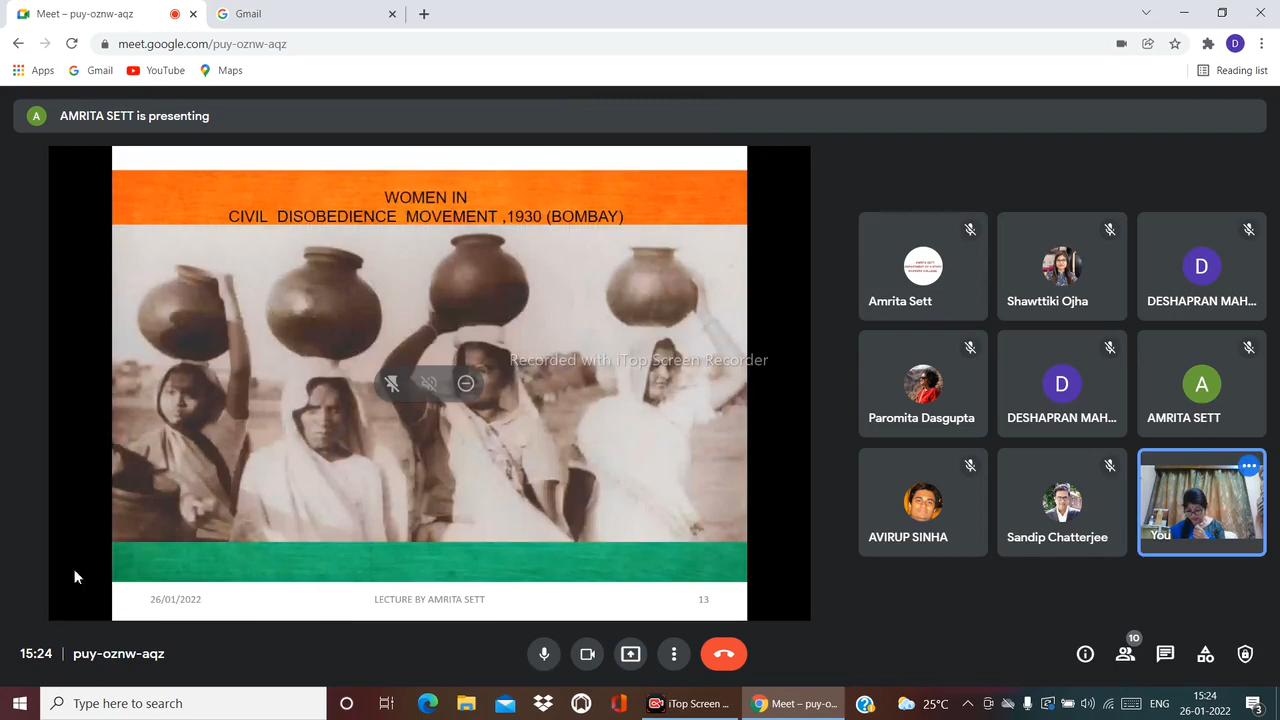 Meet – puy-oznw-aqz
Gmail
meet.google.com/puy-oznw-aqz
D
Apps
Gmail
YouTube
Maps
Reading list
A
AMRITA SETT is presenting
WOMEN IN
CIVIL DISOBEDIENCE MOVEMENT ,1930 (BOMBAY)
Recorded with iTop Screen Recorder
26/01/2022
LECTURE BY AMRITA SETT
13
Amrita Sett
Shawttiki Ojha
D
DESHAPRAN MAH...
Paromita Dasgupta
D
DESHAPRAN MAH...
A
AMRITA SETT
AVIRUP SINHA
Sandip Chatterjee
You
15:24
puy-oznw-aqz
10
Type here to search
iTop Screen ...
Meet – puy-o...
25°C
ENG
15:24
26-01-2022
3